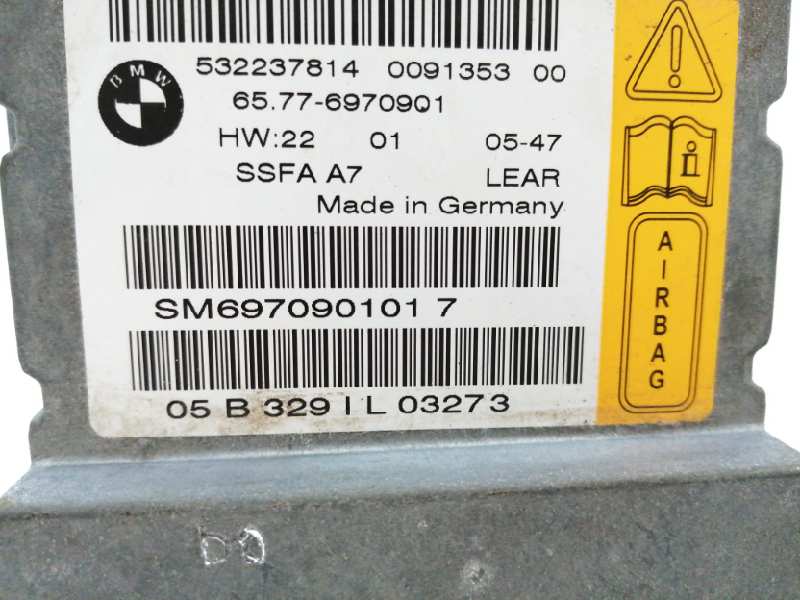 BMW
532237814 0091353 00
65.77-6970901
HW:22 01 05-47
SSFA A7 LEAR
Made in Germany
SM697090101 7
05 B 329 I L 03273
i
AIRBAG